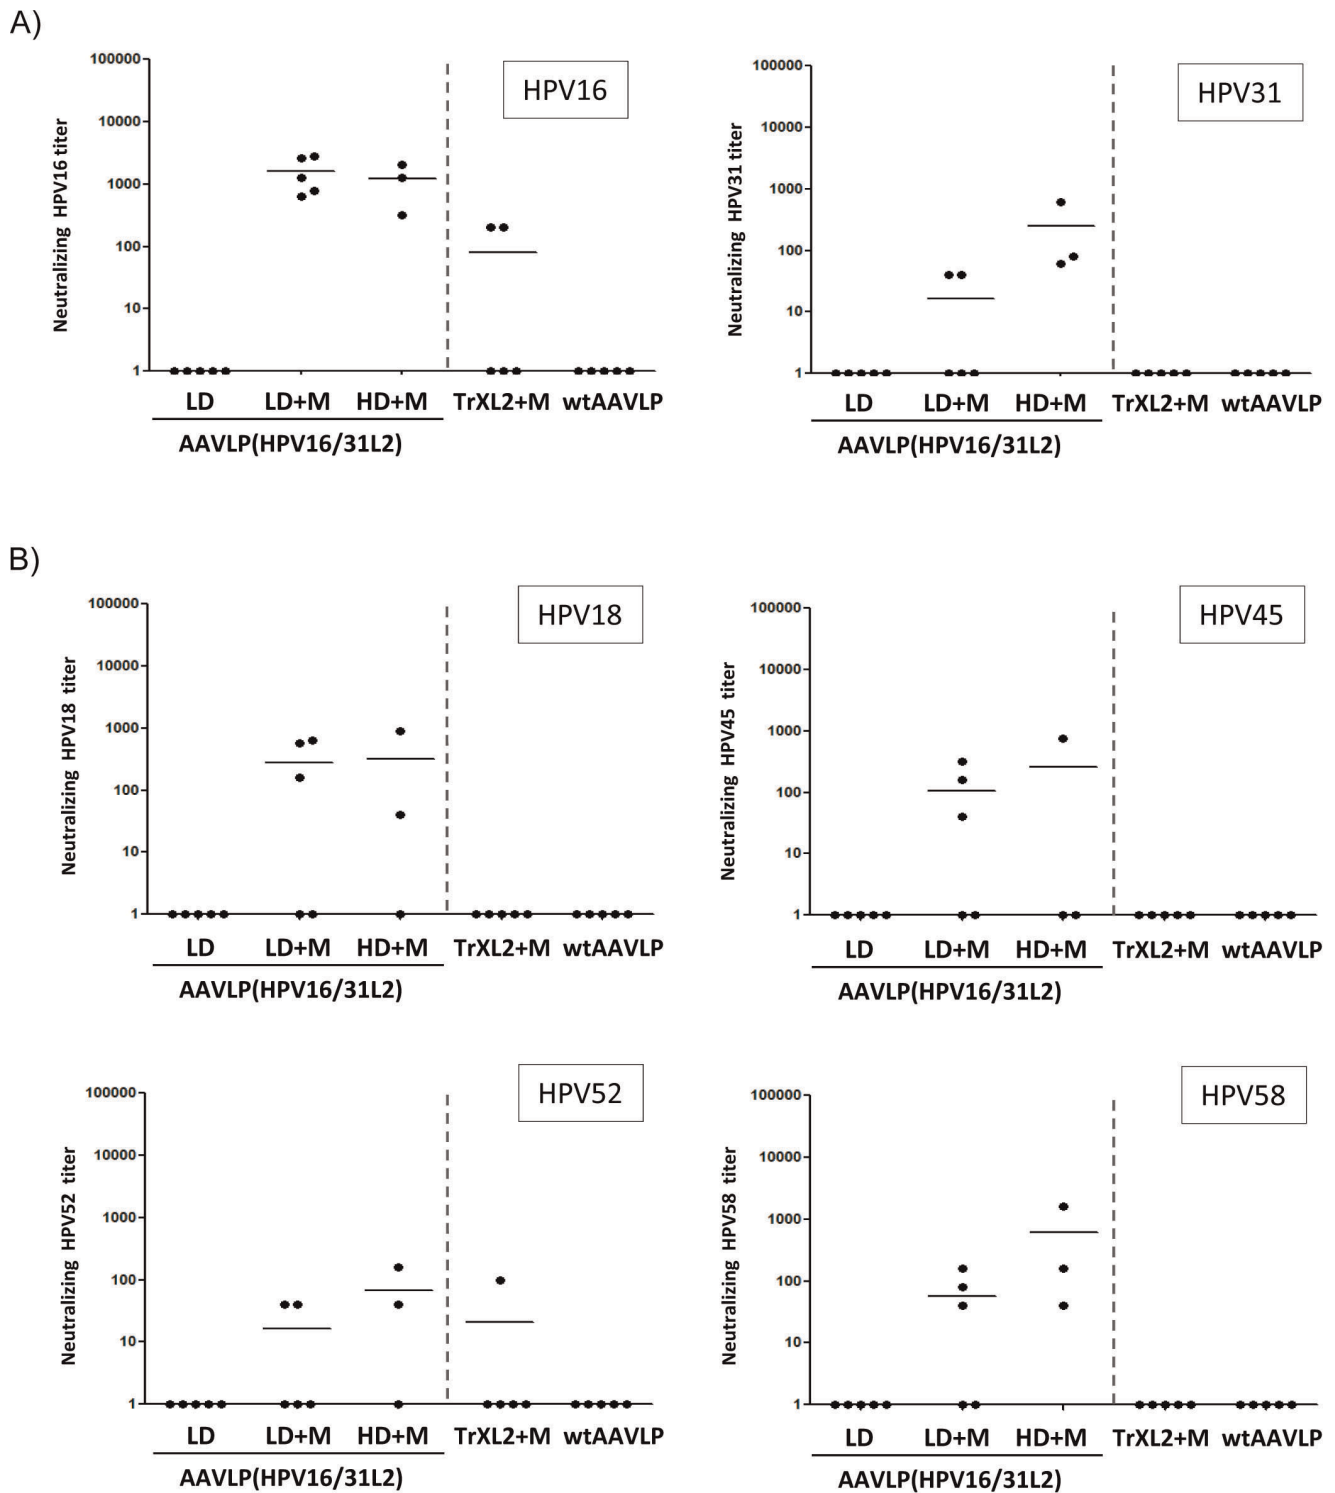 A)
HPV16
Neutralizing HPV16 titer
100000
10000
1000
100
10
1
LD LD+M HD+M TrXL2+M wtAAVLP
AAVLP(HPV16/31L2)
HPV31
Neutralizing HPV31 titer
100000
10000
1000
100
10
1
LD LD+M HD+M TrXL2+M wtAAVLP
AAVLP(HPV16/31L2)
B)
HPV18
Neutralizing HPV18 titer
100000
10000
1000
100
10
1
LD LD+M HD+M TrXL2+M wtAAVLP
AAVLP(HPV16/31L2)
HPV45
Neutralizing HPV45 titer
100000
10000
1000
100
10
1
LD LD+M HD+M TrXL2+M wtAAVLP
AAVLP(HPV16/31L2)
HPV52
Neutralizing HPV52 titer
100000
10000
1000
100
10
1
LD LD+M HD+M TrXL2+M wtAAVLP
AAVLP(HPV16/31L2)
HPV58
Neutralizing HPV58 titer
100000
10000
1000
100
10
1
LD LD+M HD+M TrXL2+M wtAAVLP
AAVLP(HPV16/31L2)